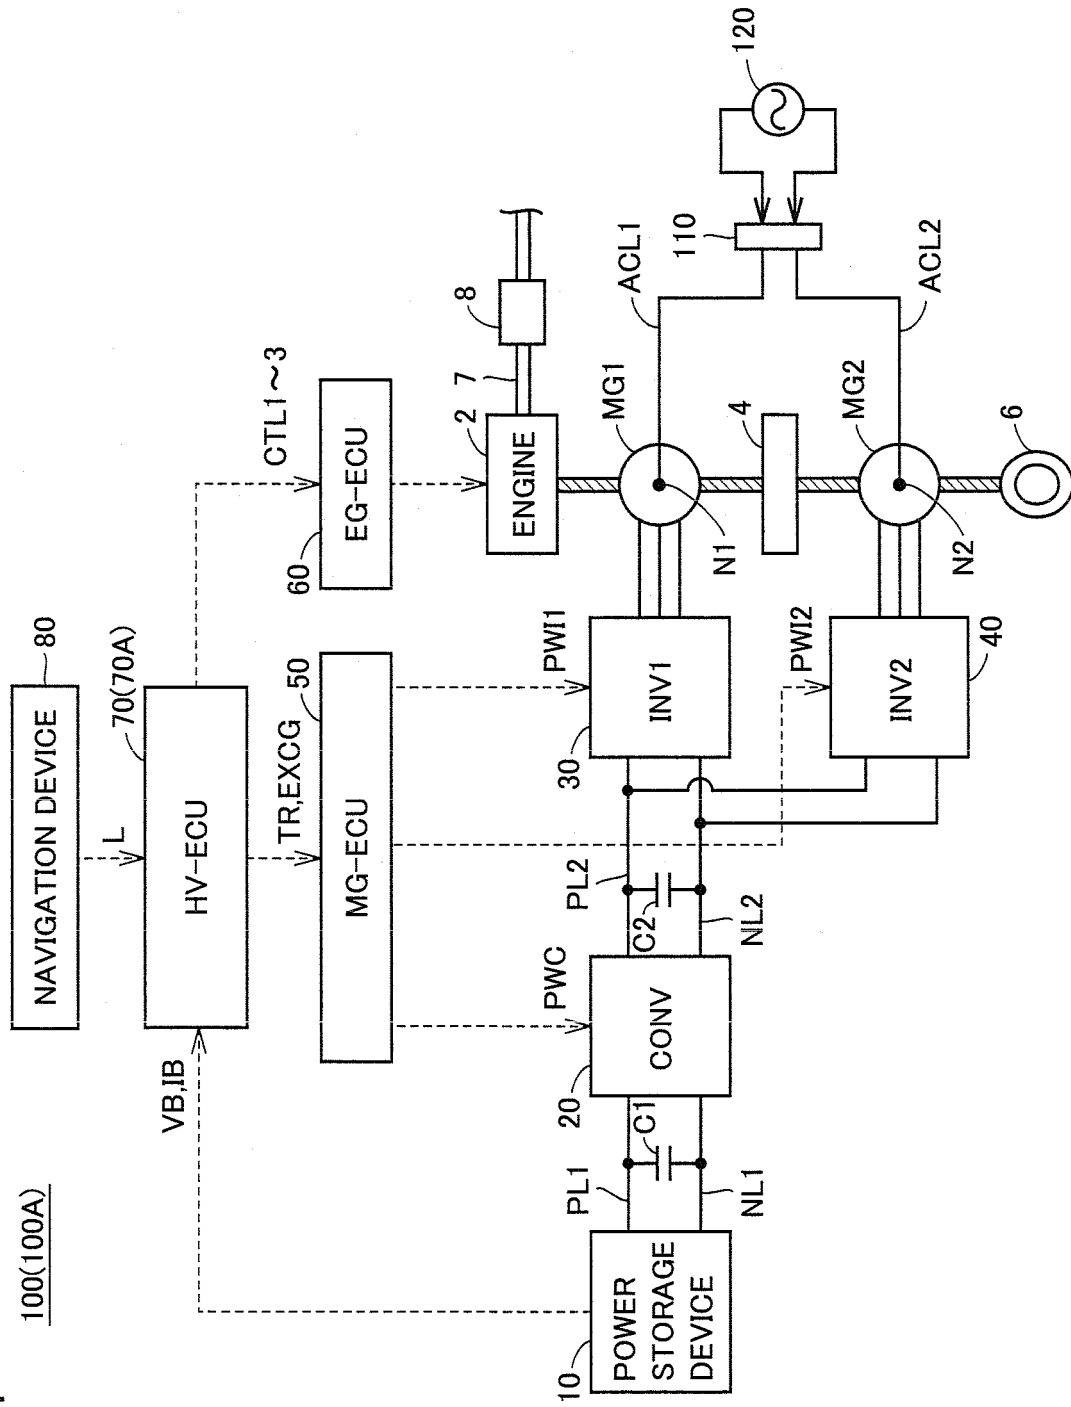 100(100A)
NAVIGATION DEVICE
80
L
70(70A)
HV-ECU
VB,IB
TR,EXCG
50
MG-ECU
CTL1~3
60
EG-ECU
2
ENGINE
7
8
PWC
PWI1
PWI2
10
POWER
STORAGE
DEVICE
PL1
C1
NL1
20
CONV
PL2
C2
NL2
30
INV1
INV2
40
MG1
N1
4
MG2
N2
6
ACL1
ACL2
110
120